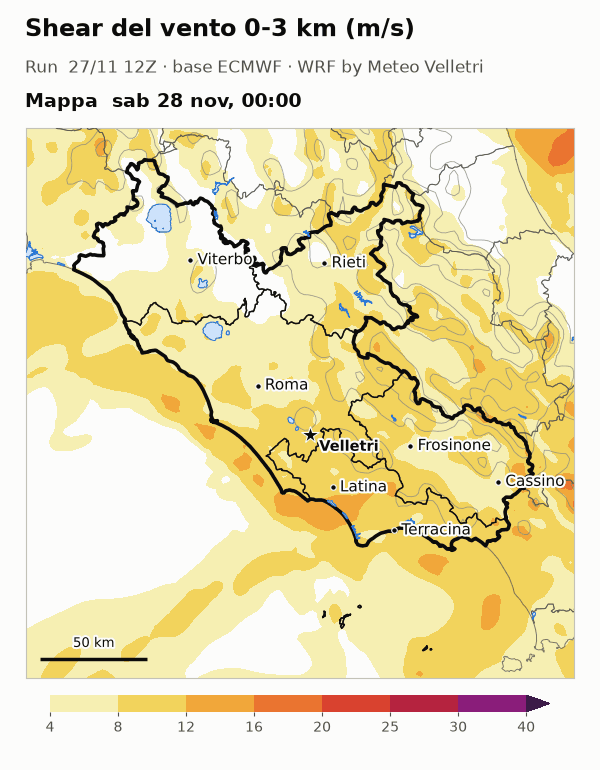 Shear del vento 0-3 km (m/s)
Run  27/11 12Z · base ECMWF · WRF by Meteo Velletri
Mappa  sab 28 nov, 00:00
Viterbo
Rieti
Roma
Velletri
Frosinone
Cassino
Latina
Terracina
50 km
4 8 12 16 20 25 30 40